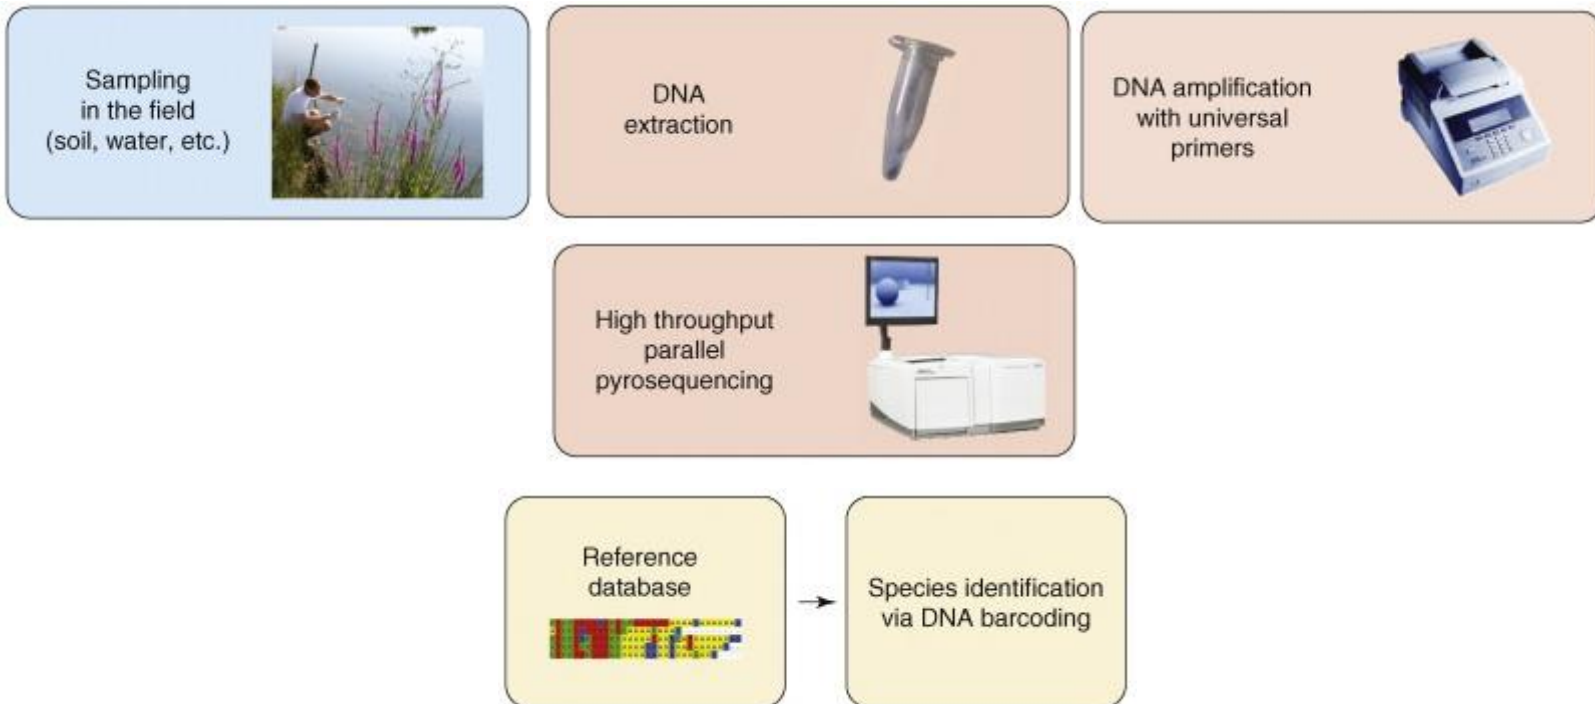 Sampling
in the field
(soil, water, etc.)
DNA
extraction
DNA amplification
with universal
primers
High throughput
parallel
pyrosequencing
Reference
database
Species identification
via DNA barcoding